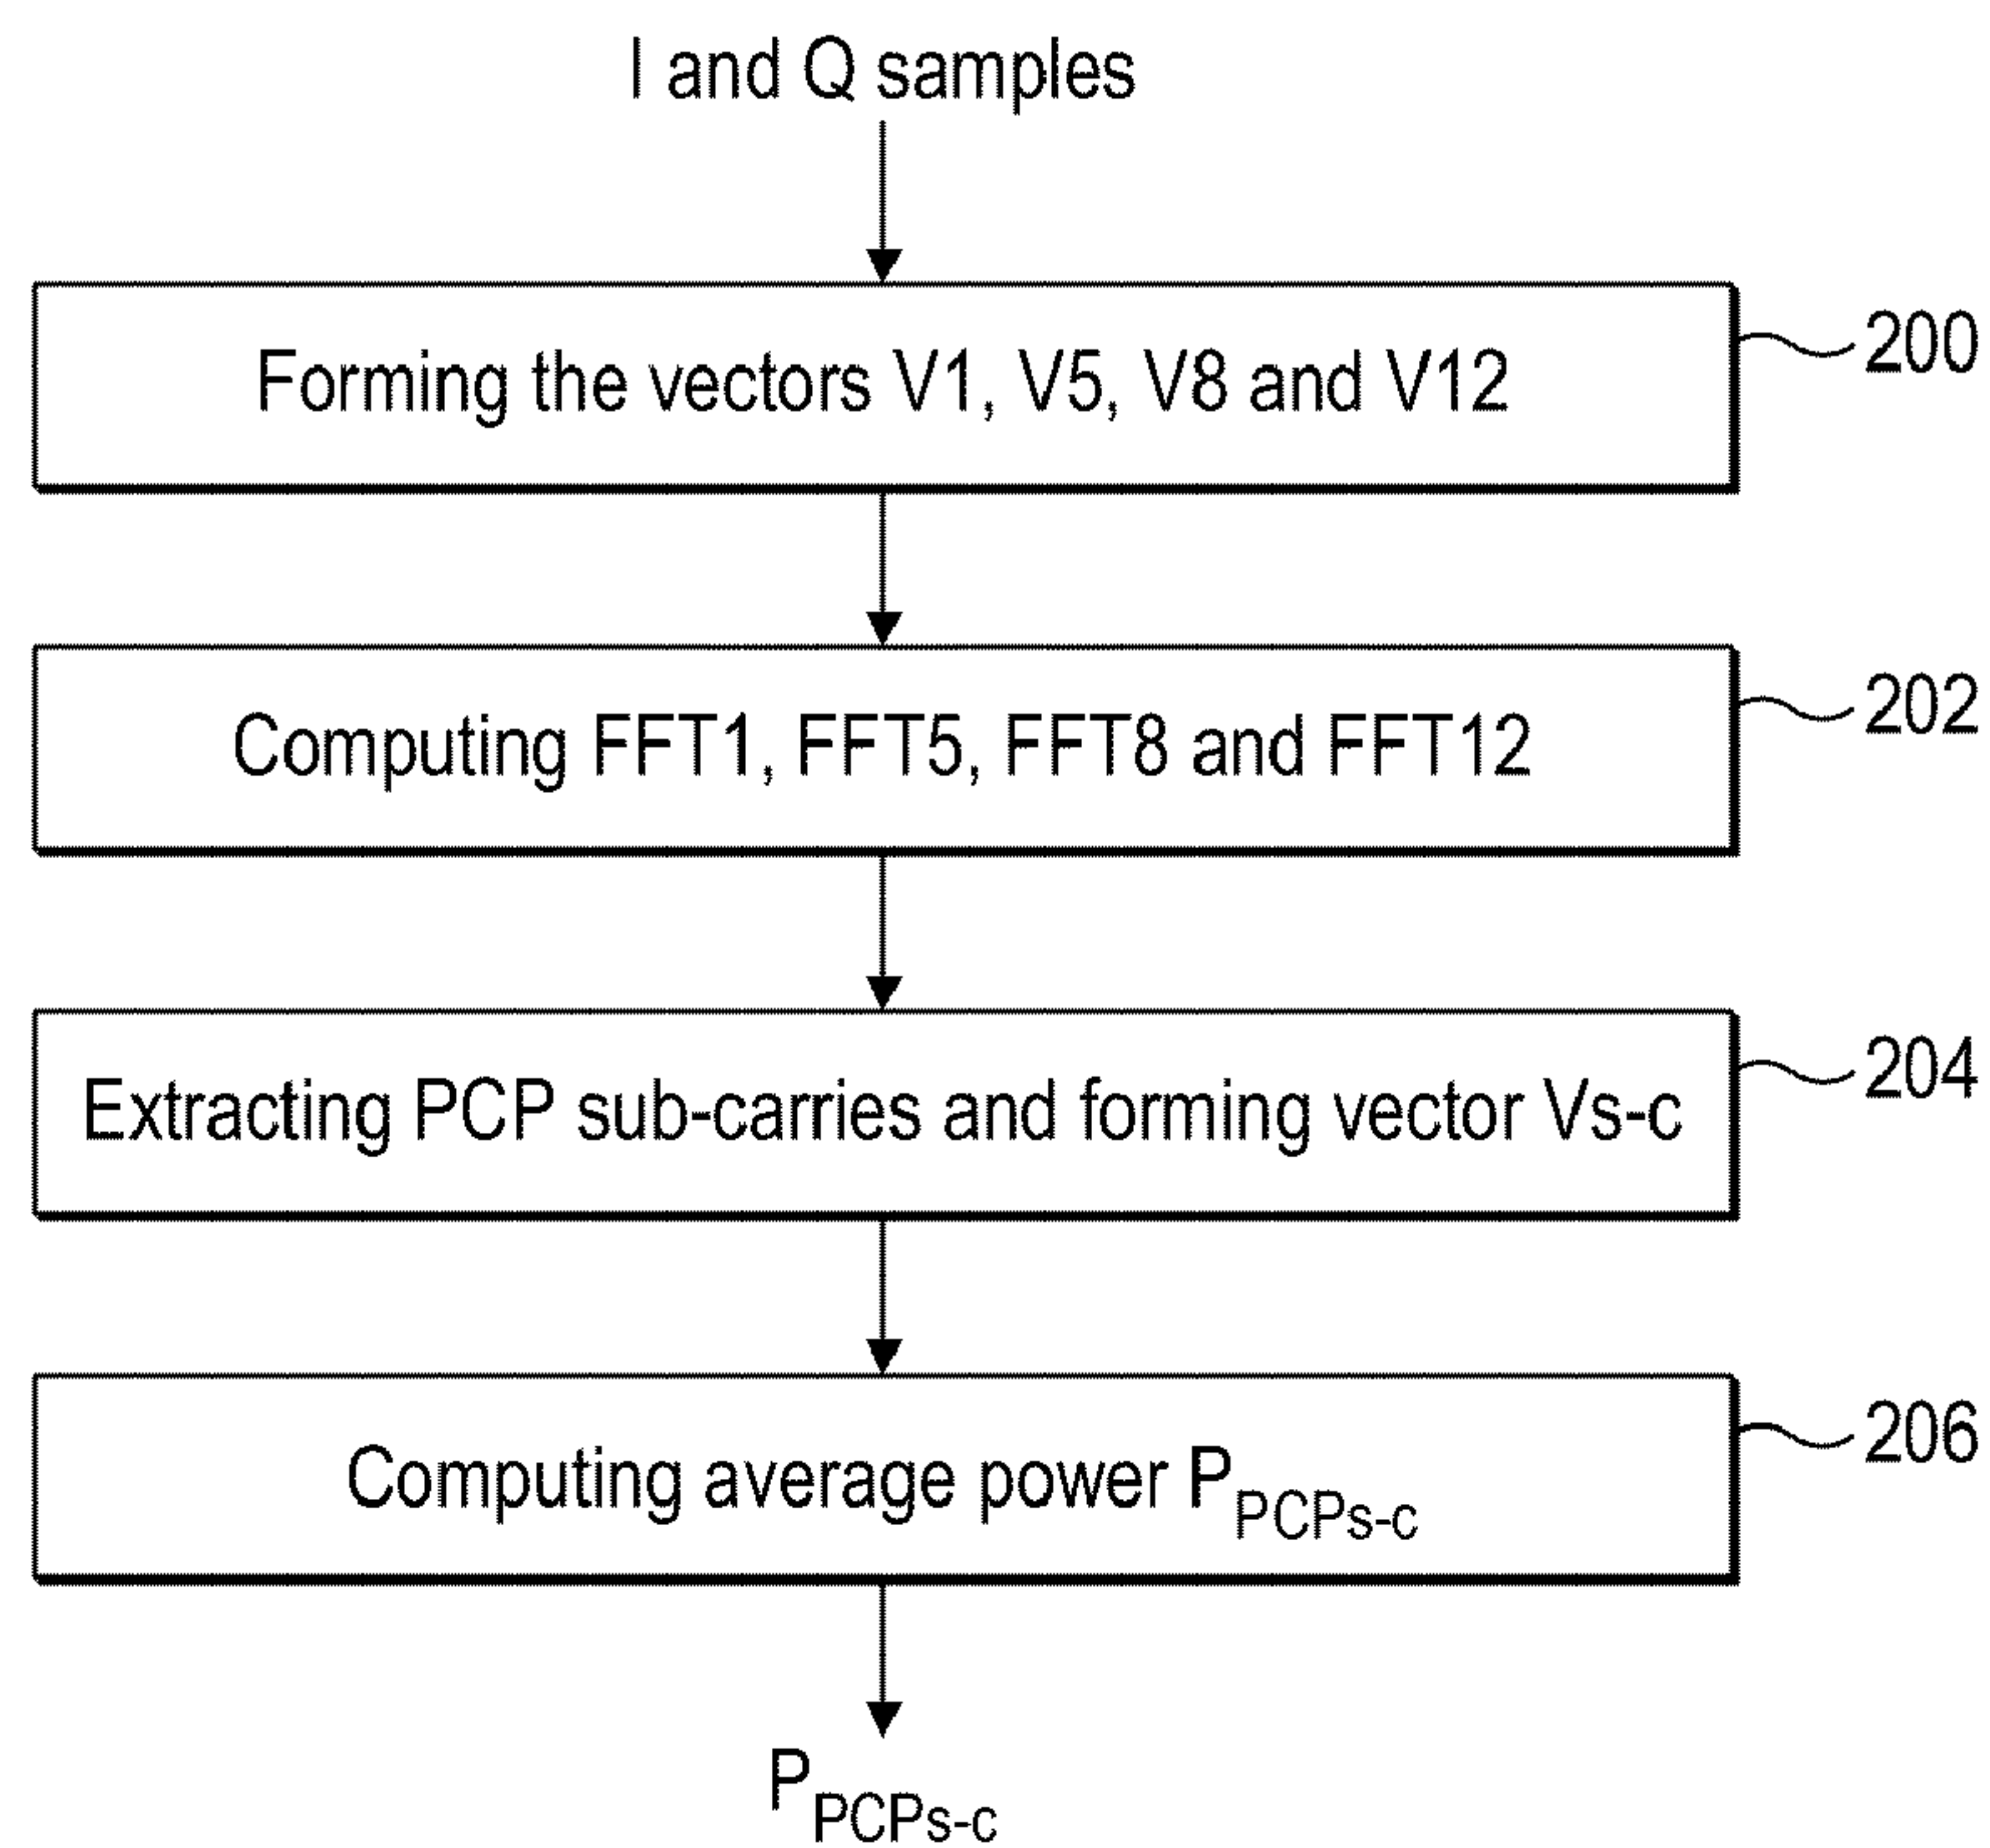 I and Q samples
Forming the vectors V1, V5, V8 and V12
200
Computing FFT1, FFT5, FFT8 and FFT12
202
Extracting PCP sub-carries and forming vector Vs-c
204
Computing average power PPCPs-c
206
PPCPs-c